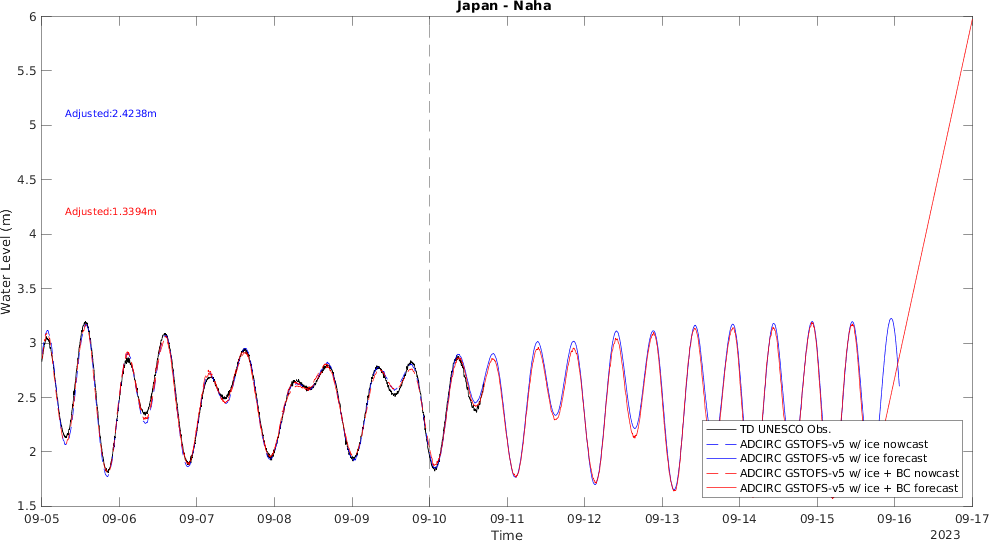 Japan - Naha
6
5.5
5
4.5
4
3.5
3
2.5
2
1.5
Water Level (m)
Adjusted:2.4238m
Adjusted:1.3394m
TD UNESCO Obs.
ADCIRC GSTOFS-v5 w/ ice nowcast
ADCIRC GSTOFS-v5 w/ ice forecast
ADCIRC GSTOFS-v5 w/ ice + BC nowcast
ADCIRC GSTOFS-v5 w/ ice + BC forecast
09-05 09-06 09-07 09-08 09-09 09-10 09-11 09-12 09-13 09-14 09-15 09-16 09-17
Time
2023